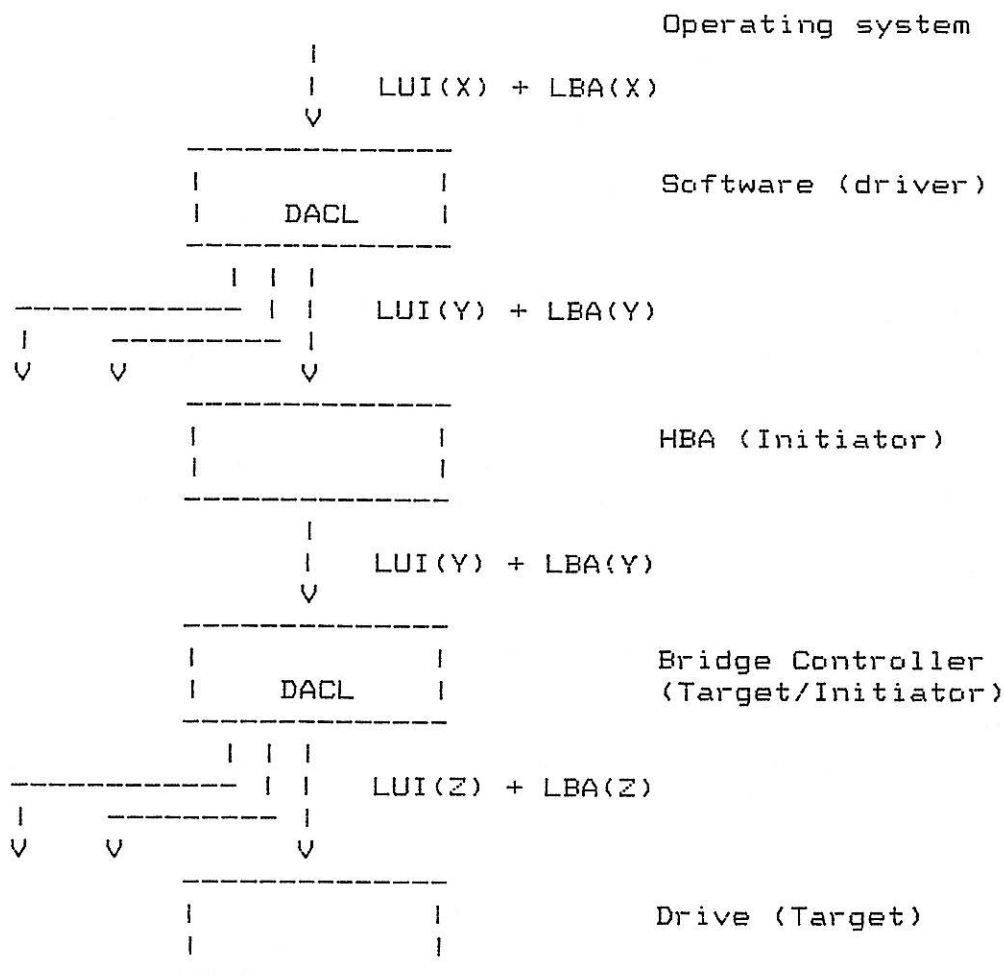 Operating system
LUI(X) + LBA(X)
Software (driver)
DACL
LUI(Y) + LBA(Y)
HBA (Initiator)
LUI(Y) + LBA(Y)
Bridge Controller
DACL (Target/Initiator)
LUI(Z) + LBA(Z)
Drive (Target)